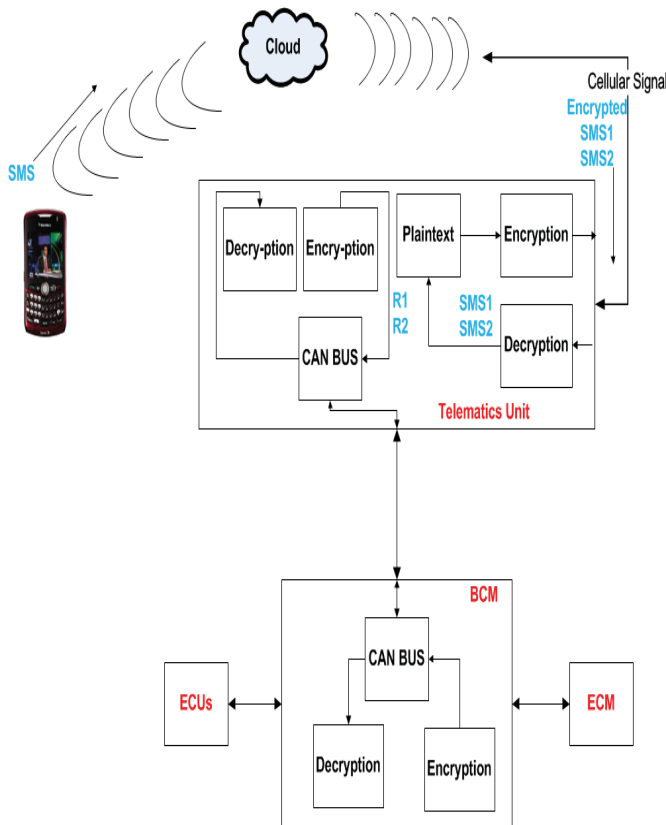 Cloud
Cellular Signal
Encrypted
SMS1
SMS2
SMS
Decry-ption
Encry-ption
Plaintext
Encryption
R1
R2
SMS1
SMS2
CAN BUS
Decryption
Telematics Unit
BCM
CAN BUS
ECUs
ECM
Decryption
Encryption